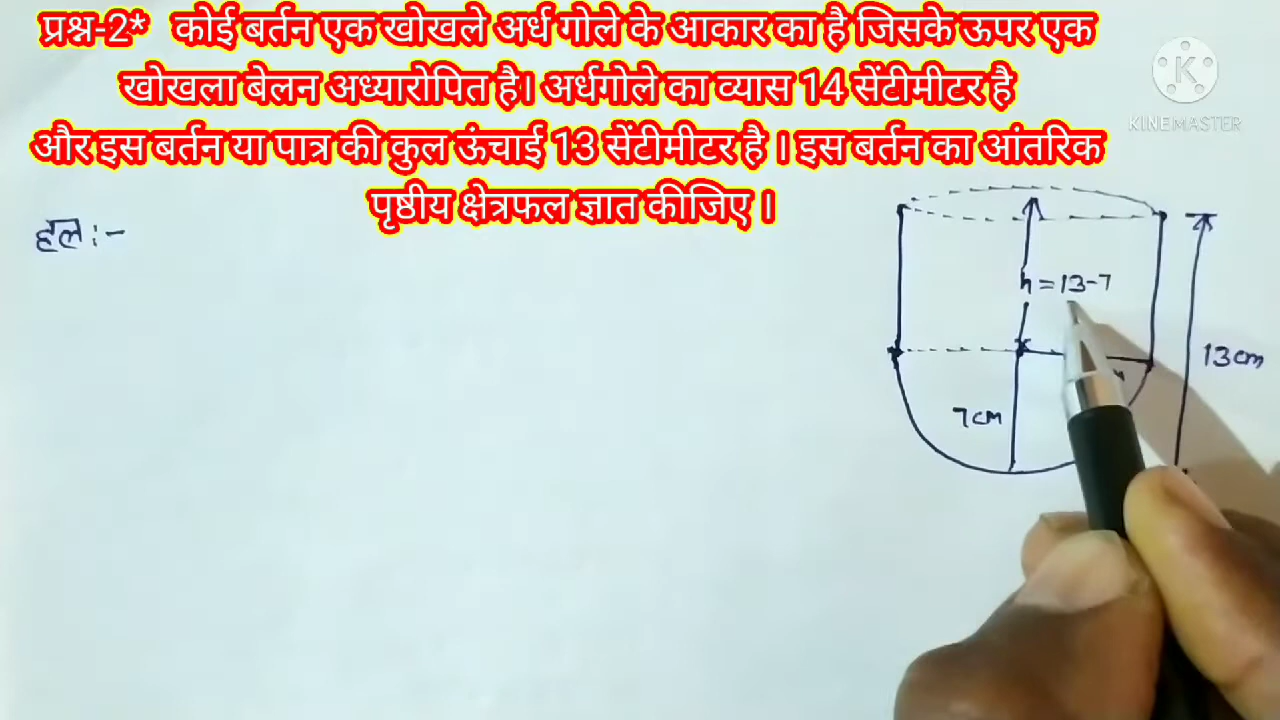 प्रश्न-2* कोई बर्तन एक खोखले अर्ध गोले के आकार का है जिसके ऊपर एक
खोखला बेलन अध्यारोपित है। अर्धगोले का व्यास 14 सेंटीमीटर है
और इस बर्तन या पात्र की कुल ऊंचाई 13 सेंटीमीटर है । इस बर्तन का आंतरिक
पृष्ठीय क्षेत्रफल ज्ञात कीजिए ।
K
KINEMASTER
हल :-
h = 13-7
13cm
7cm